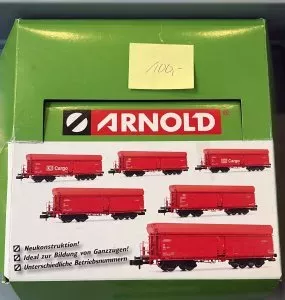 100,-
ARNOLD
DB Cargo
DB Cargo
Neukonstruktion!
Ideal zur Bildung von Ganzzügen!
Unterschiedliche Betriebsnummern